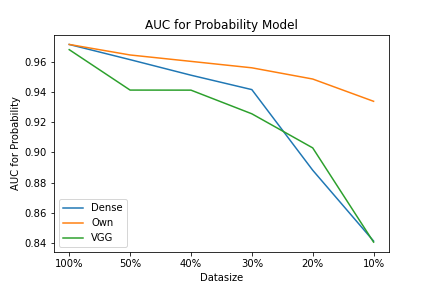 AUC for Probability Model
AUC for Probability
0.96
0.94
0.92
0.90
0.88
0.86
0.84
Dense
Own
VGG
100% 50% 40% 30% 20% 10%
Datasize